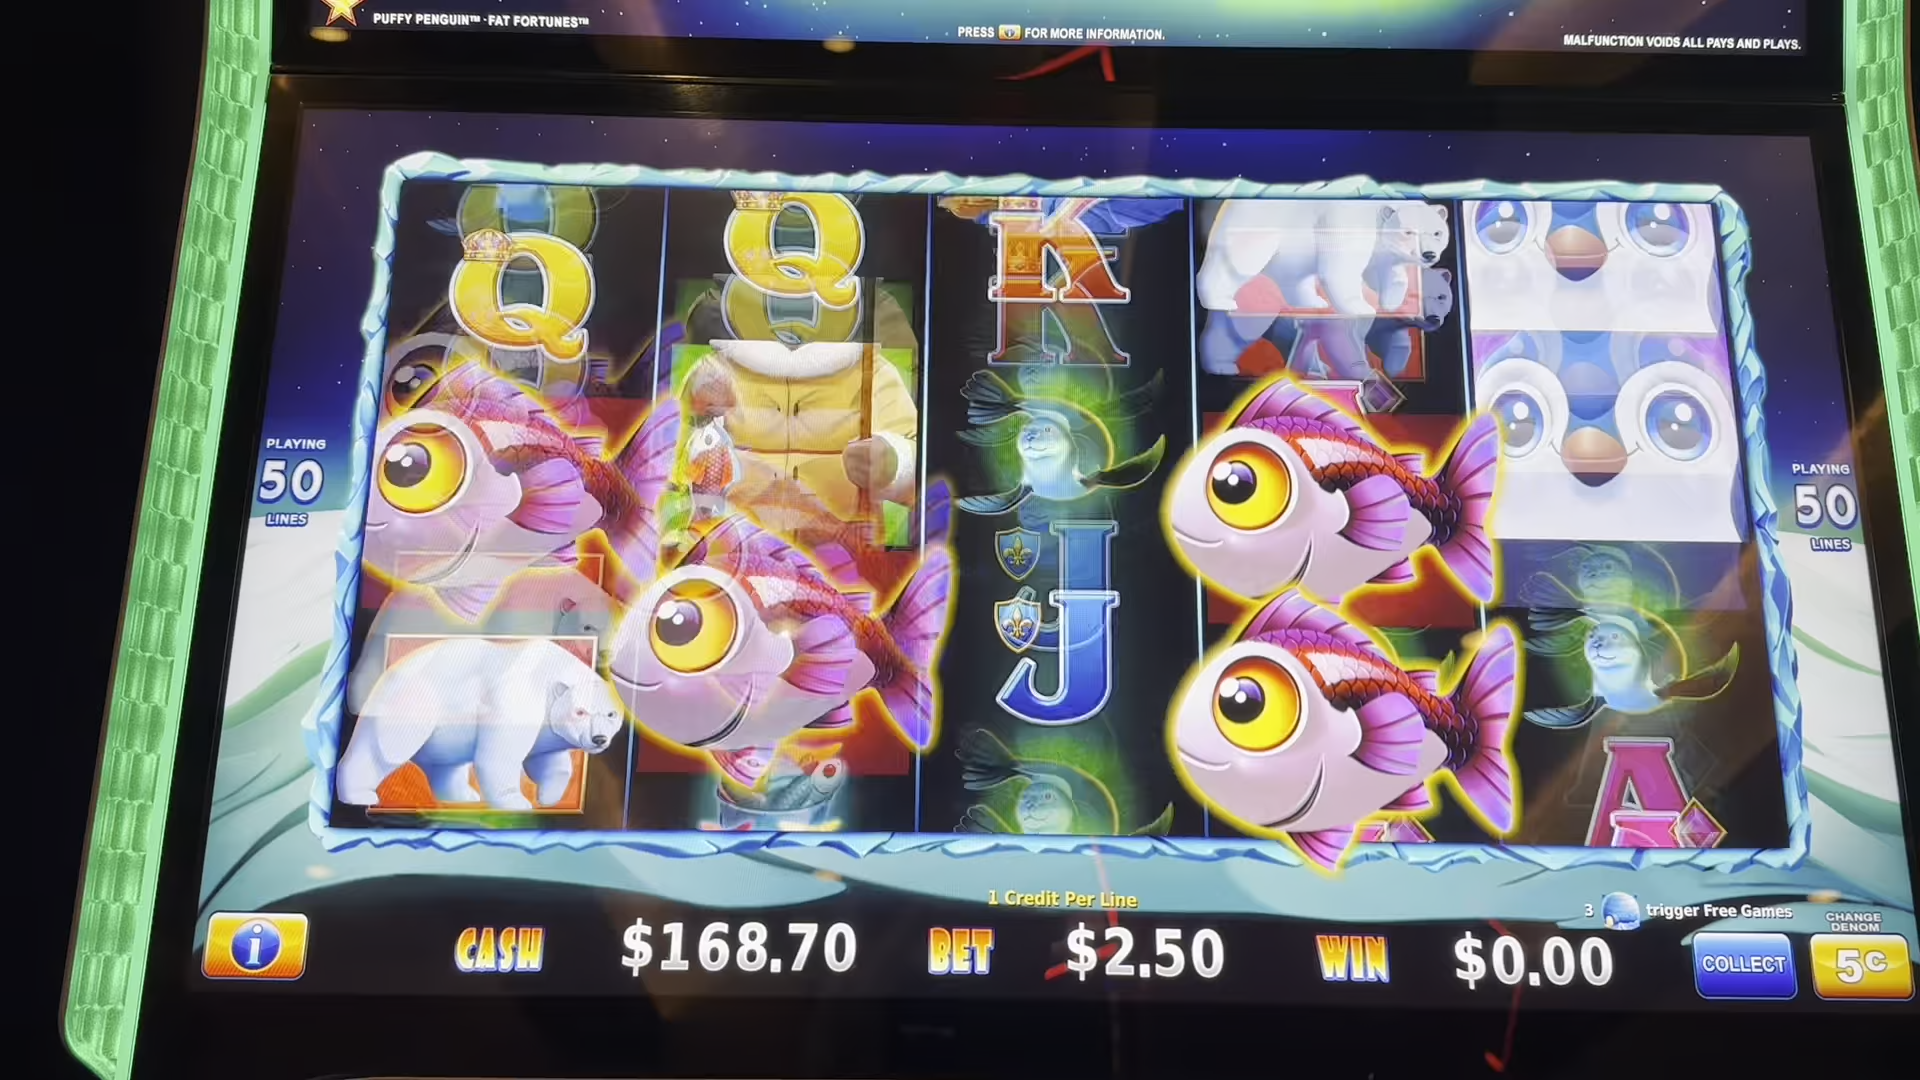 PUFFY PENGUIN™ · FAT FORTUNES™
PRESS i FOR MORE INFORMATION.
MALFUNCTION VOIDS ALL PAYS AND PLAYS.
Q
Q
K
J
A
PLAYING
50
LINES
PLAYING
50
LINES
1 Credit Per Line
3 trigger Free Games
i
CASH $168.70
BET $2.50
WIN $0.00
COLLECT
CHANGE
DENOM
5¢